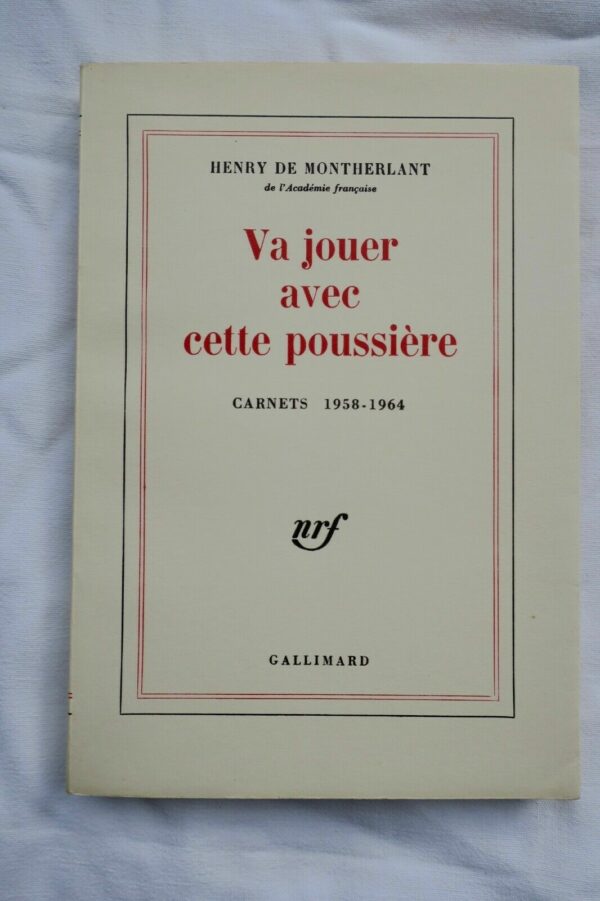 HENRY DE MONTHERLANT
de l'Académie française
Va jouer
avec
cette poussière
CARNETS 1958-1964
nrf
GALLIMARD